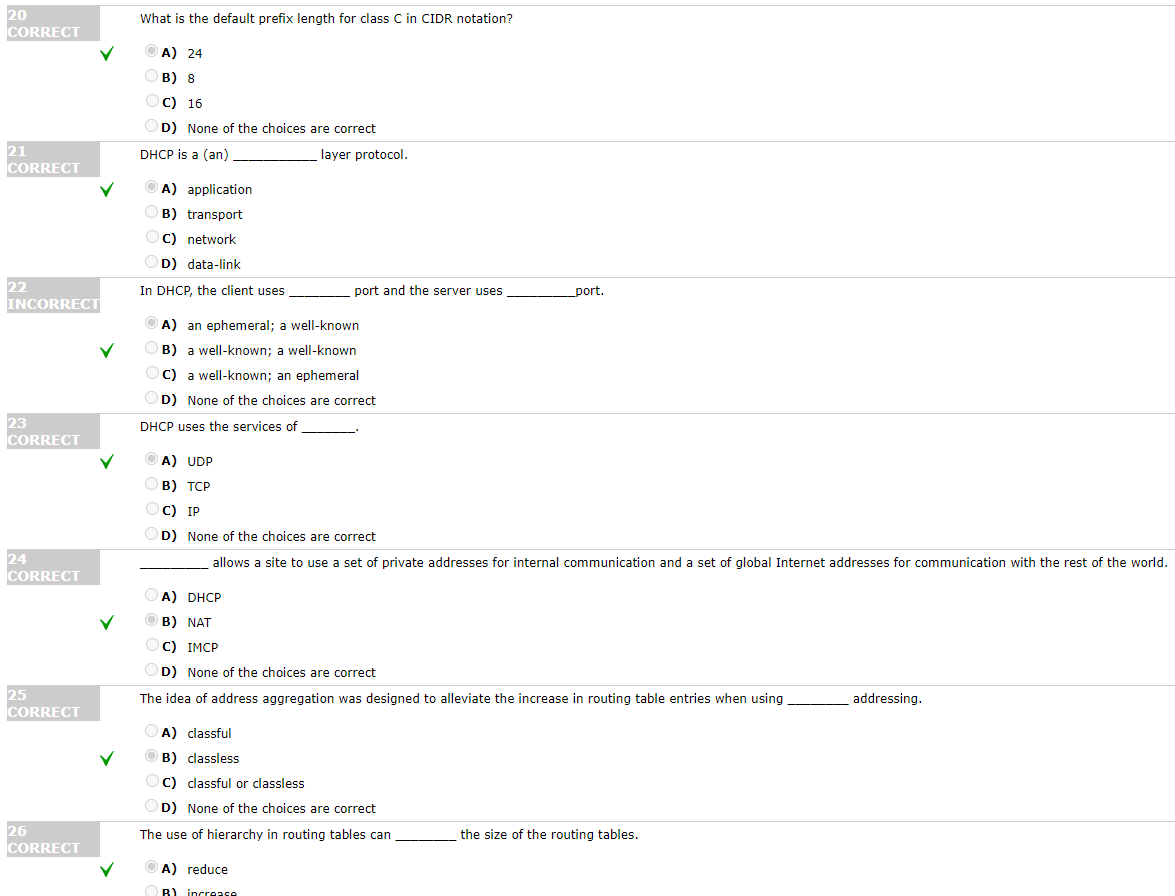 20
CORRECT
What is the default prefix length for class C in CIDR notation?
A) 24
B) 8
C) 16
D) None of the choices are correct
21
CORRECT
DHCP is a (an) ___________ layer protocol.
A) application
B) transport
C) network
D) data-link
22
INCORRECT
In DHCP, the client uses ________ port and the server uses _________port.
A) an ephemeral; a well-known
B) a well-known; a well-known
C) a well-known; an ephemeral
D) None of the choices are correct
23
CORRECT
DHCP uses the services of _______.
A) UDP
B) TCP
C) IP
D) None of the choices are correct
24
CORRECT
_________ allows a site to use a set of private addresses for internal communication and a set of global Internet addresses for communication with the rest of the world.
A) DHCP
B) NAT
C) IMCP
D) None of the choices are correct
25
CORRECT
The idea of address aggregation was designed to alleviate the increase in routing table entries when using ________ addressing.
A) classful
B) classless
C) classful or classless
D) None of the choices are correct
26
CORRECT
The use of hierarchy in routing tables can ________ the size of the routing tables.
A) reduce
B) increase